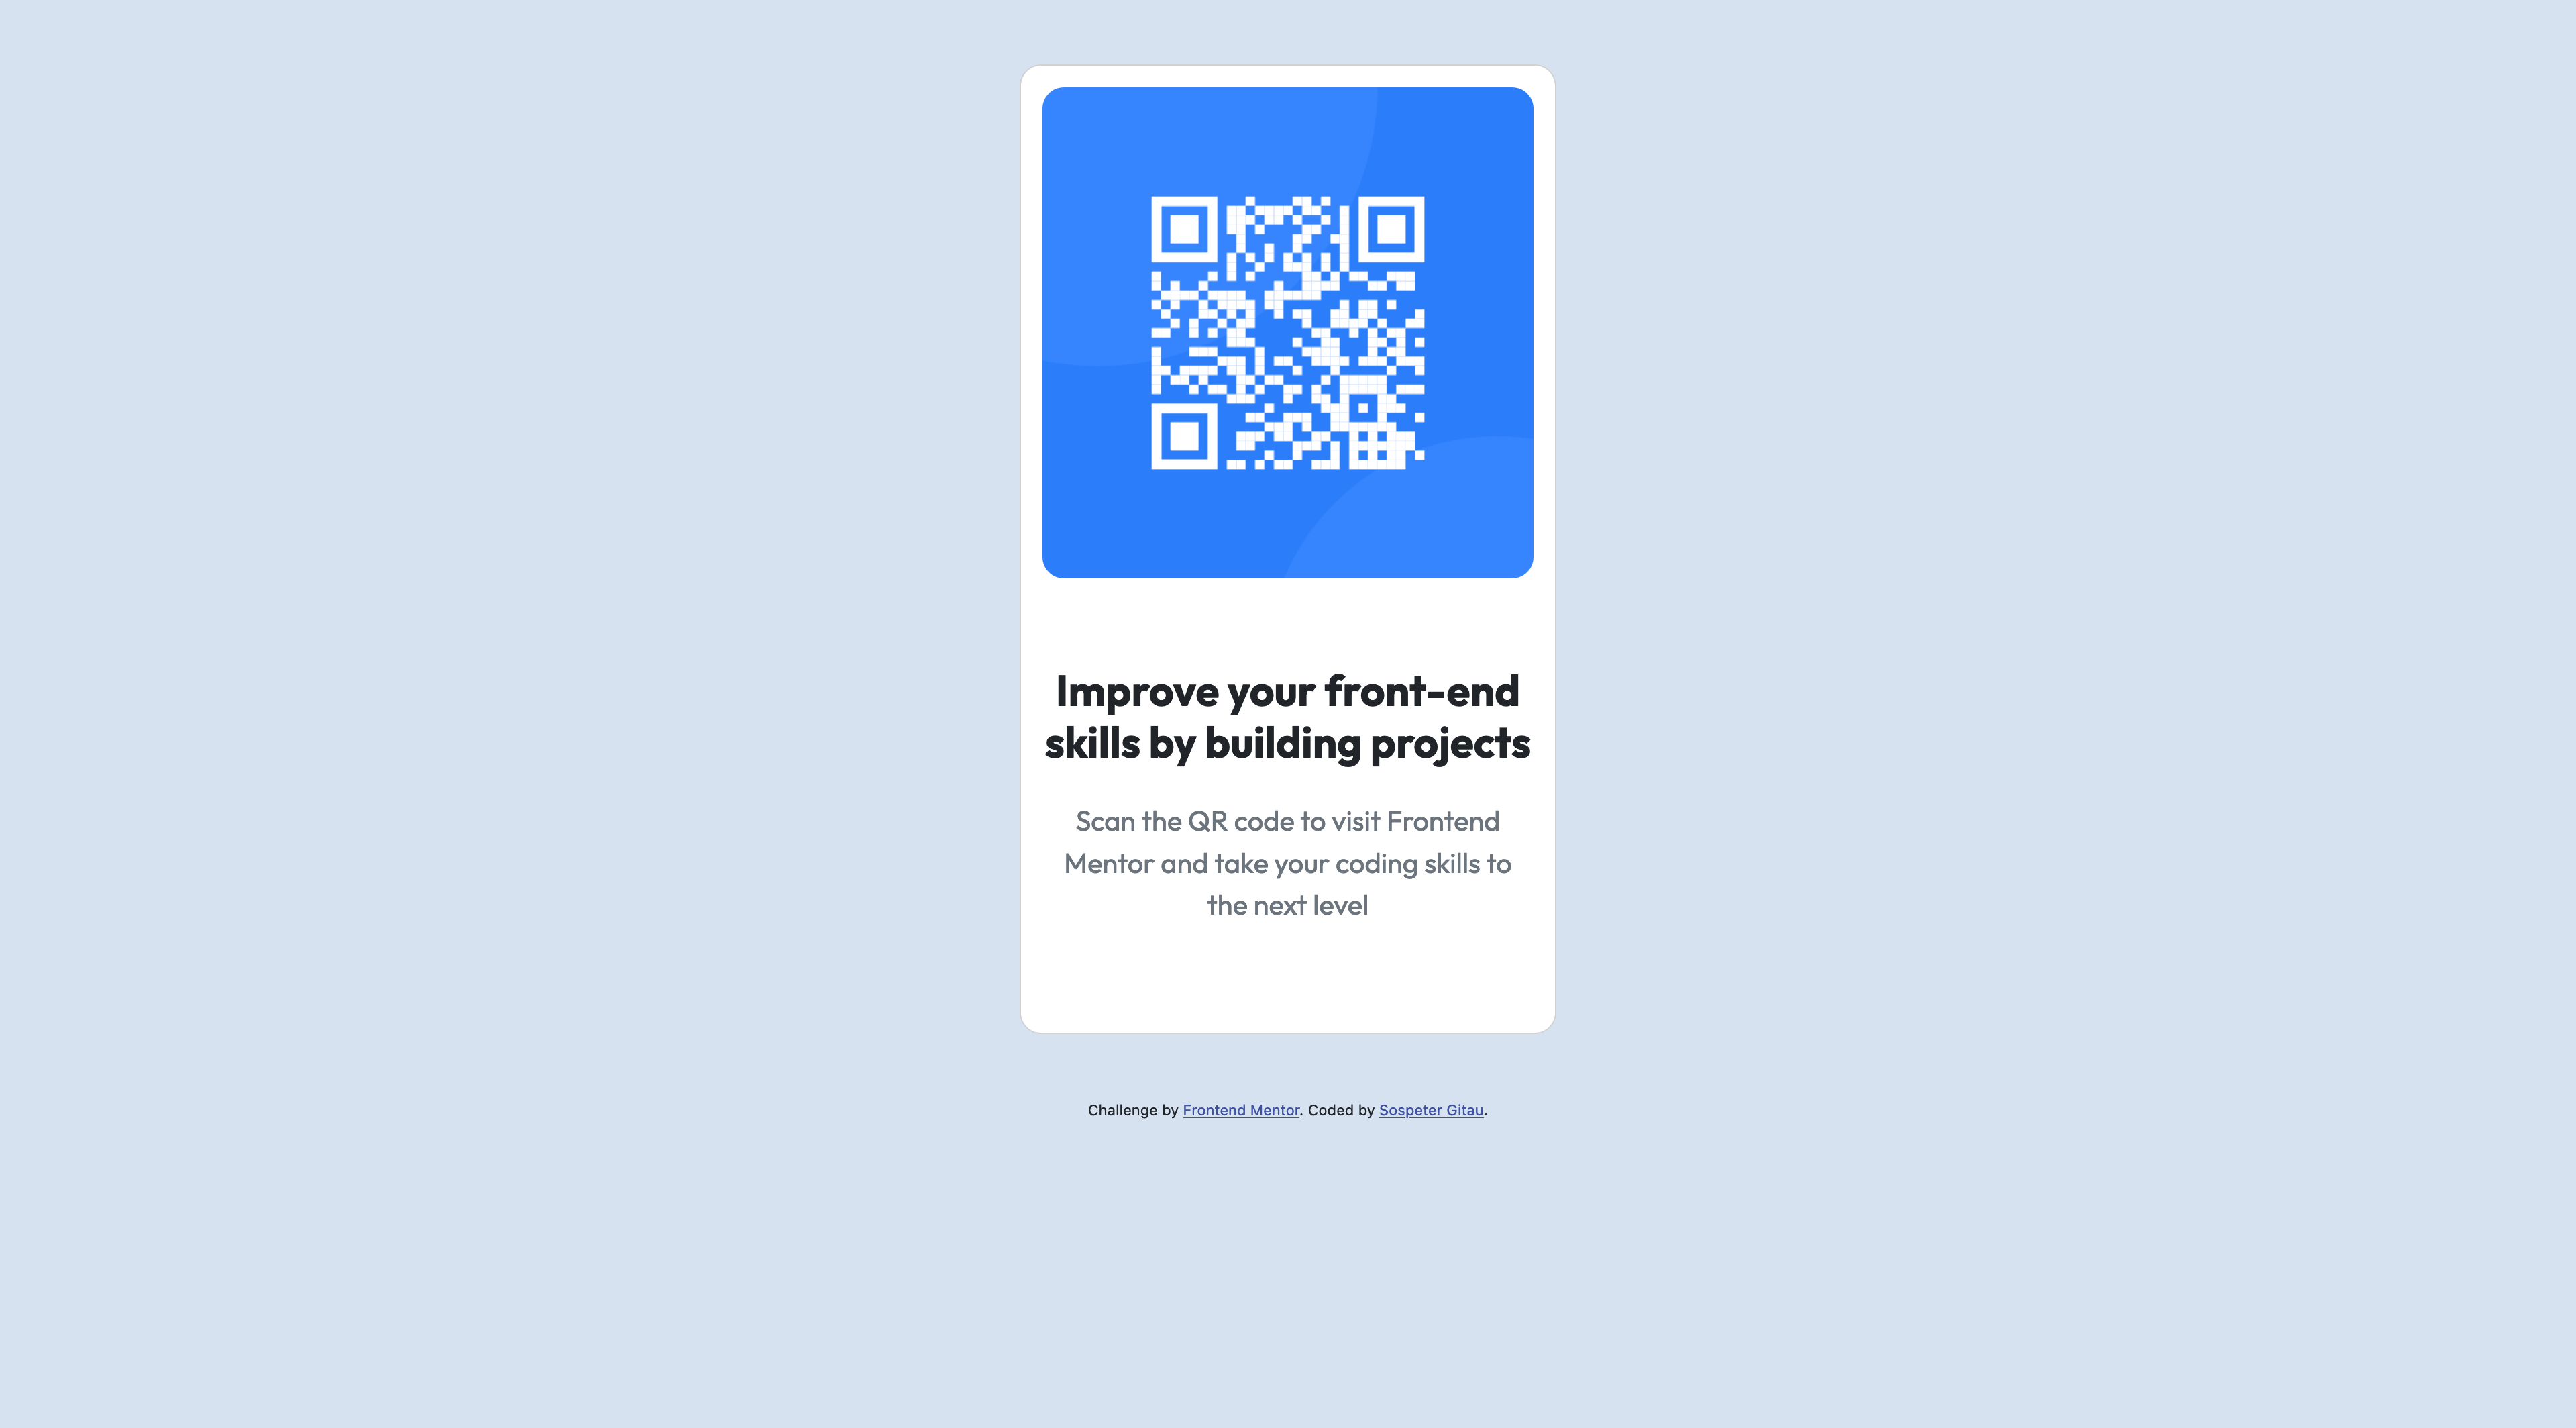 Improve your front-end
skills by building projects
Scan the QR code to visit Frontend
Mentor and take your coding skills to
the next level
Challenge by Frontend Mentor. Coded by Sospeter Gitau.